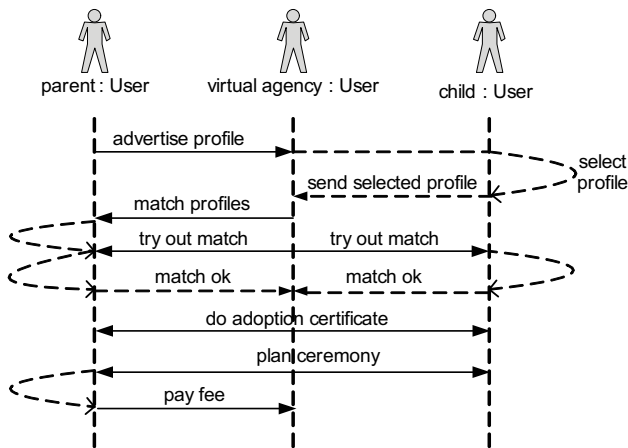 parent : User
virtual agency : User
child : User
advertise profile
select
profile
send selected profile
match profiles
try out match
try out match
match ok
match ok
do adoption certificate
plan ceremony
pay fee